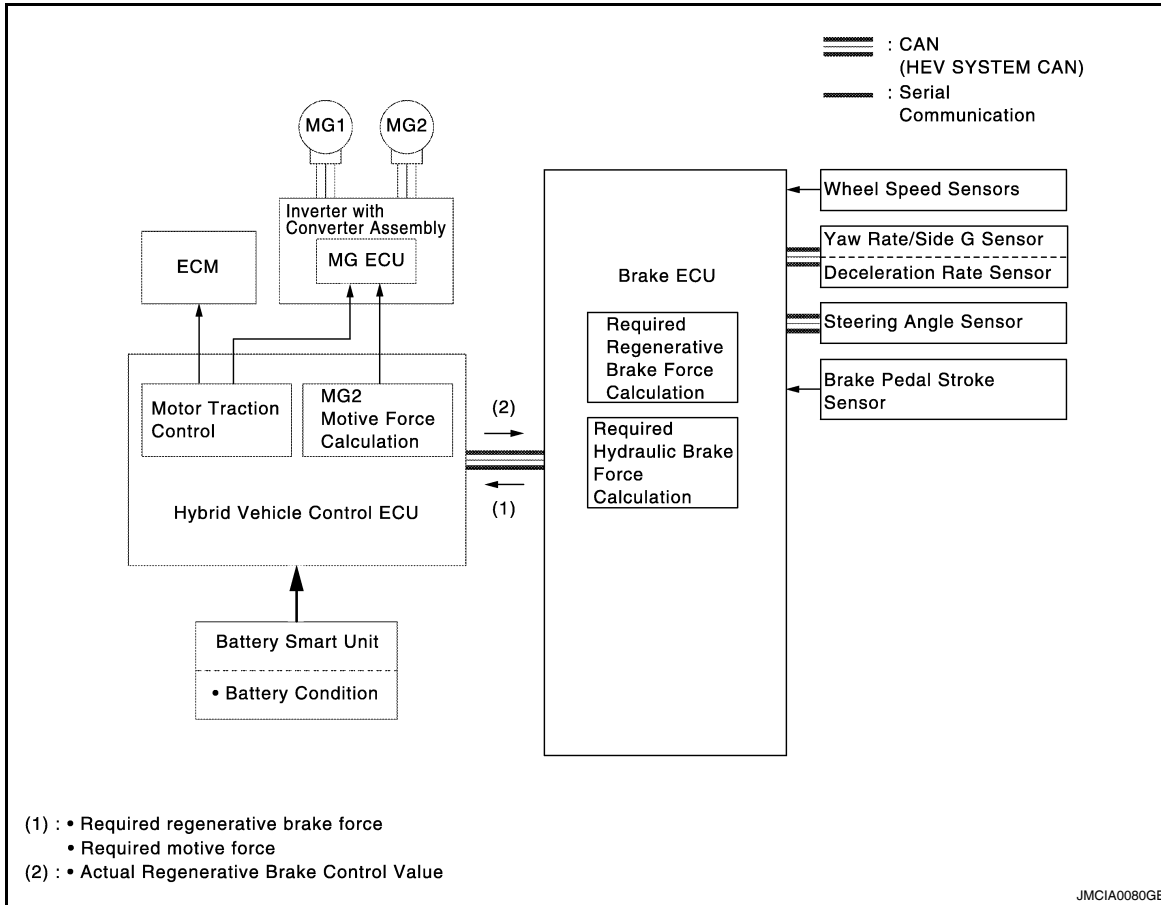 : CAN
(HEV SYSTEM CAN)
: Serial
Communication
MG1
MG2
Inverter with
Converter Assembly
MG ECU
ECM
Motor Traction
Control
MG2
Motive Force
Calculation
Hybrid Vehicle Control ECU
Battery Smart Unit
• Battery Condition
(2)
(1)
Brake ECU
Required
Regenerative
Brake Force
Calculation
Required
Hydraulic Brake
Force
Calculation
Wheel Speed Sensors
Yaw Rate/Side G Sensor
Deceleration Rate Sensor
Steering Angle Sensor
Brake Pedal Stroke
Sensor
(1) : • Required regenerative brake force
• Required motive force
(2) : • Actual Regenerative Brake Control Value
JMCIA0080GB